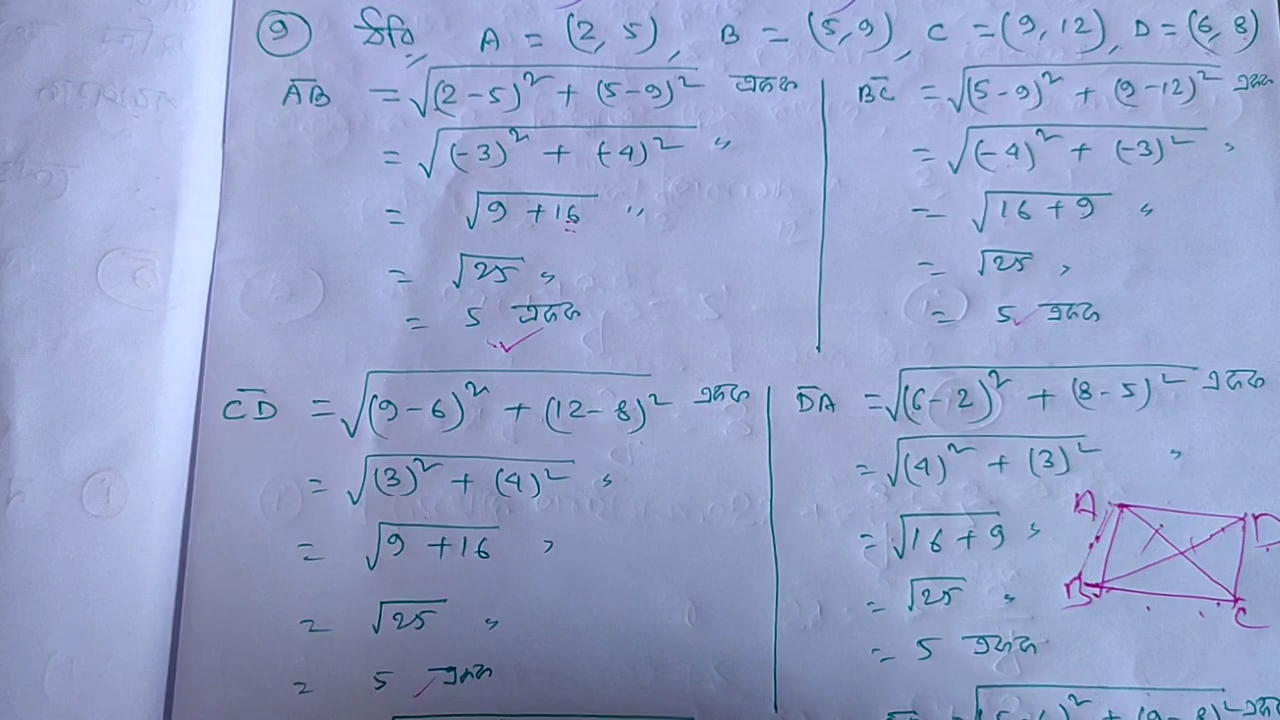 9 ধরি, A = (2, 5), B = (5, 9), C = (9, 12), D = (6, 8)
AB = √(2-5)² + (5-9)² একক
= √(-3)² + (-4)² "
= √9 + 16 "
= √25 "
= 5 একক
BC = √(5-9)² + (9-12)² একক
= √(-4)² + (-3)² "
= √16 + 9 "
= √25 "
= 5 একক
CD = √(9-6)² + (12-8)² একক
= √(3)² + (4)² "
= √9 + 16 "
= √25 "
= 5 একক
DA = √(6-2)² + (8-5)² একক
= √(4)² + (3)² "
= √16 + 9 "
= √25 "
= 5 একক
A D
B C